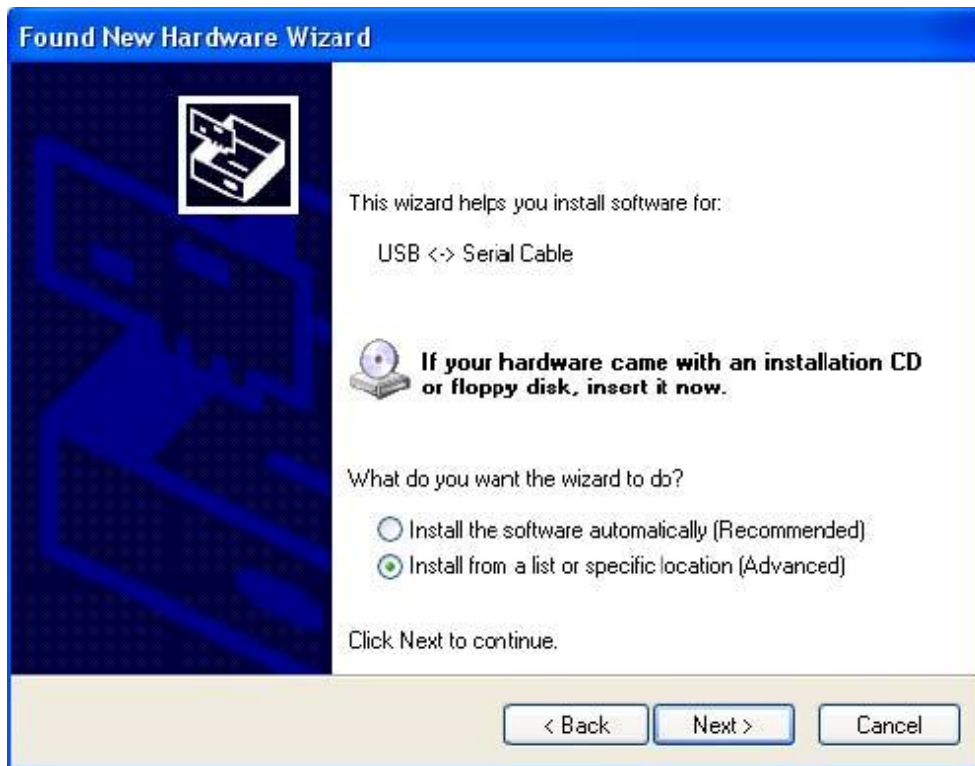 Found New Hardware Wizard
This wizard helps you install software for:
USB <-> Serial Cable
If your hardware came with an installation CD
or floppy disk, insert it now.
What do you want the wizard to do?
Install the software automatically (Recommended)
Install from a list or specific location (Advanced)
Click Next to continue.
< Back Next > Cancel